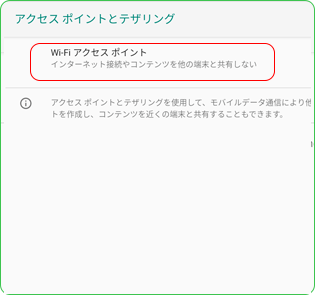 アクセス ポイントとテザリング
Wi-Fi アクセス ポイント
インターネット接続やコンテンツを他の端末と共有しない
アクセス ポイントとテザリングを使用して、モバイルデータ通信により他
トを作成し、コンテンツを近くの端末と共有することもできます。